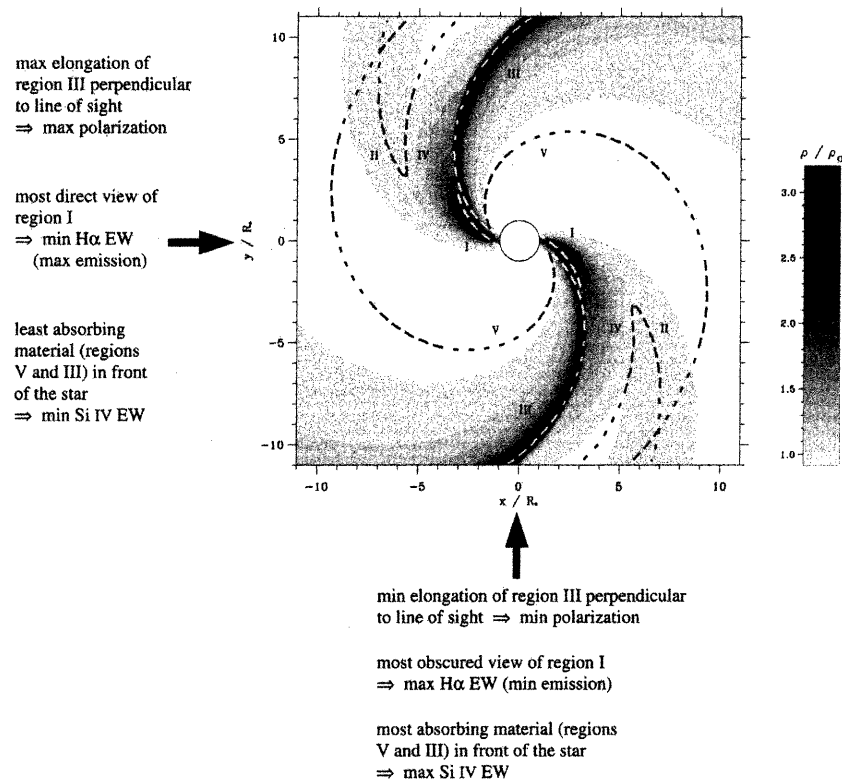 max elongation of
region III perpendicular
to line of sight
⇒ max polarization
most direct view of
region I
⇒ min Hα EW
(max emission)
least absorbing
material (regions
V and III) in front
of the star
⇒ min Si IV EW
10
5
0
-5
-10
y / R*
-10
-5
0
5
10
x / R*
III
II
IV
V
I
I
V
IV
II
III
ρ / ρo
3.0
2.5
2.0
1.5
1.0
min elongation of region III perpendicular
to line of sight ⇒ min polarization
most obscured view of region I
⇒ max Hα EW (min emission)
most absorbing material (regions
V and III) in front of the star
⇒ max Si IV EW